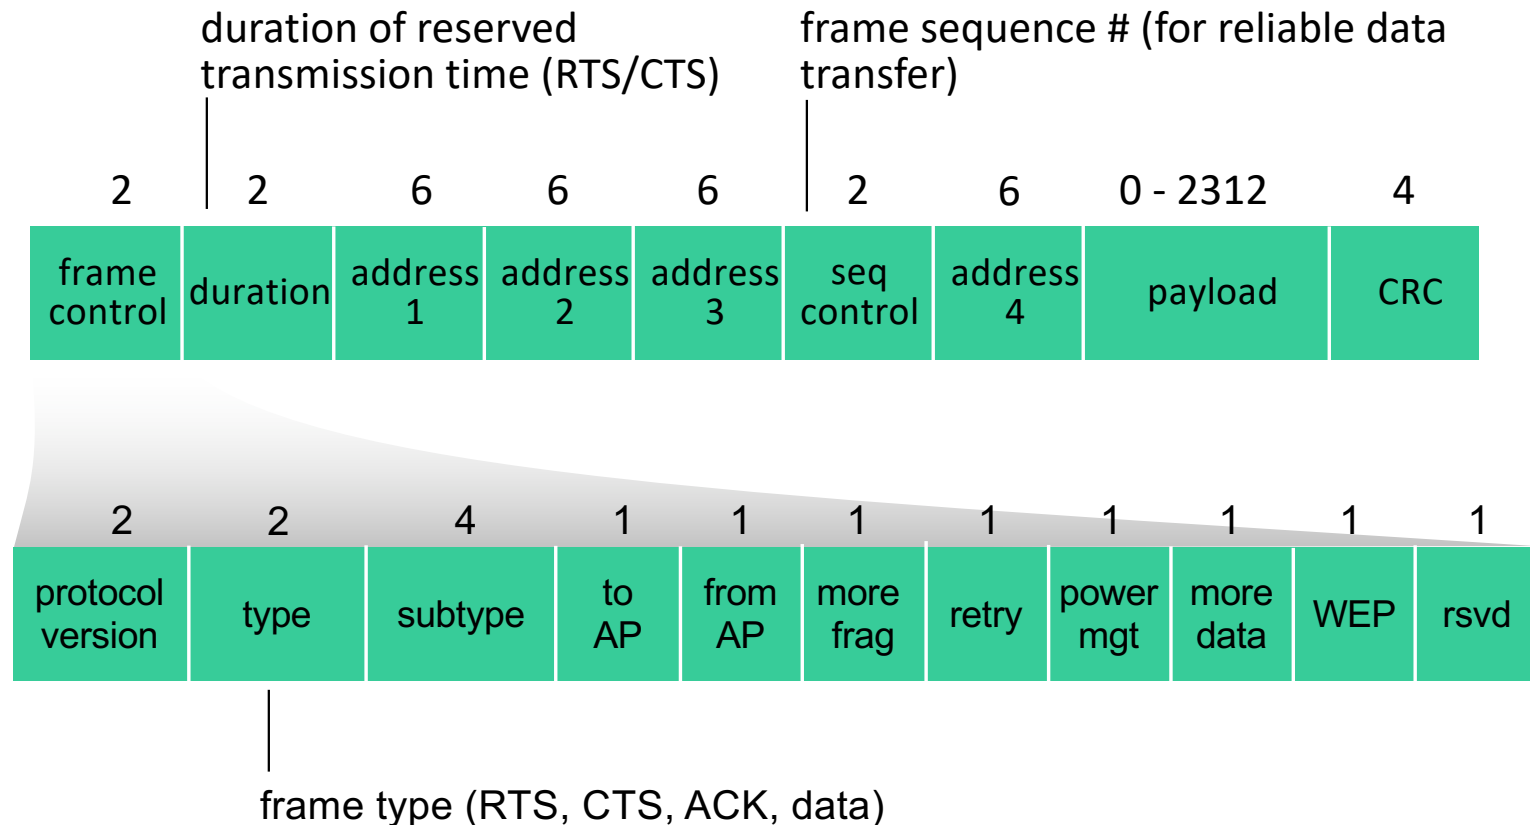 duration of reserved
transmission time (RTS/CTS)
frame sequence # (for reliable data
transfer)
2 2 6 6 6 2 6 0 - 2312 4
frame
control
duration
address
1
address
2
address
3
seq
control
address
4
payload
CRC
2 2 4 1 1 1 1 1 1 1 1
protocol
version
type
subtype
to
AP
from
AP
more
frag
retry
power
mgt
more
data
WEP
rsvd
frame type (RTS, CTS, ACK, data)